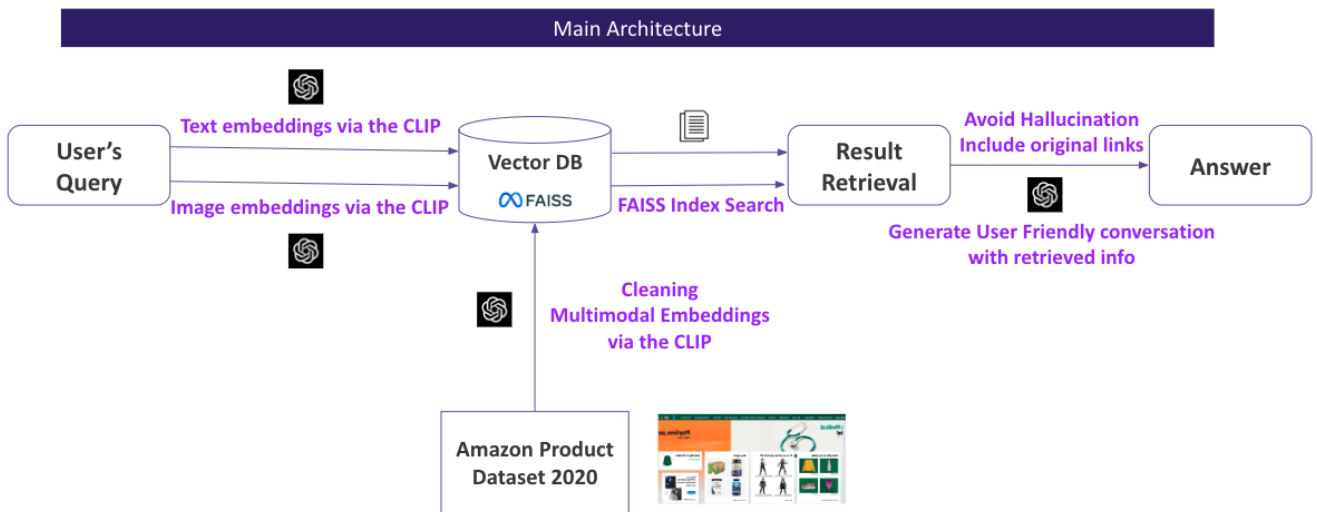 Main Architecture
Text embeddings via the CLIP
User's
Query
Image embeddings via the CLIP
Vector DB
FAISS
FAISS Index Search
Result
Retrieval
Avoid Hallucination
Include original links
Generate User Friendly conversation
with retrieved info
Answer
Cleaning
Multimodal Embeddings
via the CLIP
Amazon Product
Dataset 2020